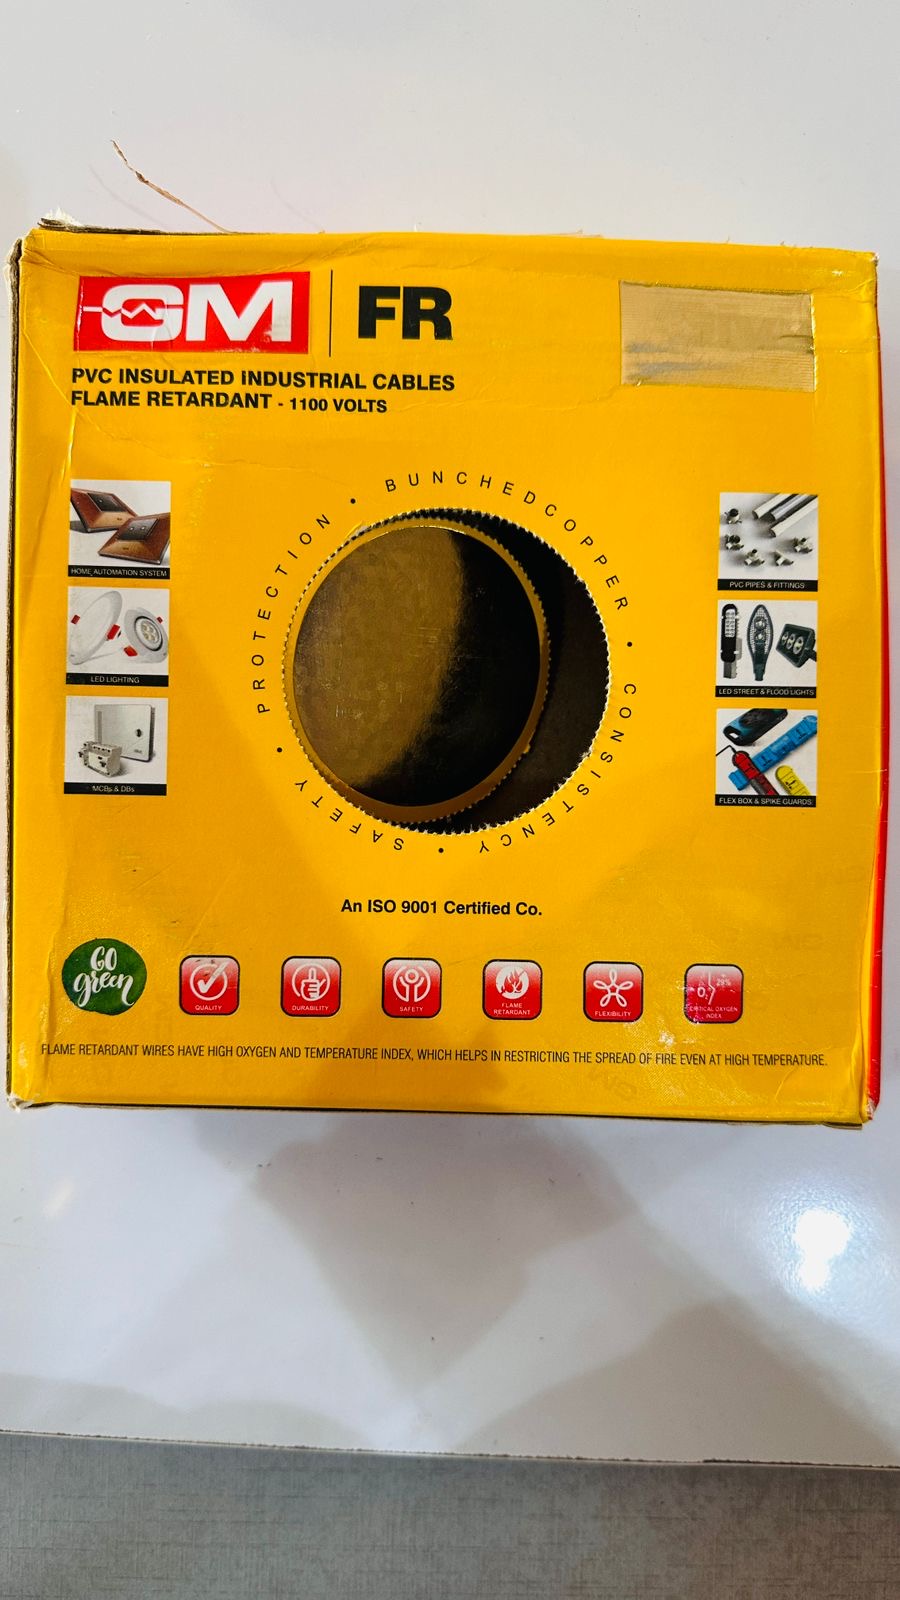 GM FR
PVC INSULATED INDUSTRIAL CABLES
FLAME RETARDANT - 1100 VOLTS
PROTECTION • BUNCHEDCOPPER • CONSISTENCY • SAFETY •
HOME AUTOMATION SYSTEM
LED LIGHTING
MCBs & DBs
PVC PIPES & FITTINGS
LED STREET & FLOOD LIGHTS
FLEX BOX & SPIKE GUARDS
An ISO 9001 Certified Co.
GO
green
QUALITY
DURABILITY
SAFETY
FLAME
RETARDANT
FLEXIBILITY
29%
CRITICAL OXYGEN
INDEX
FLAME RETARDANT WIRES HAVE HIGH OXYGEN AND TEMPERATURE INDEX, WHICH HELPS IN RESTRICTING THE SPREAD OF FIRE EVEN AT HIGH TEMPERATURE.